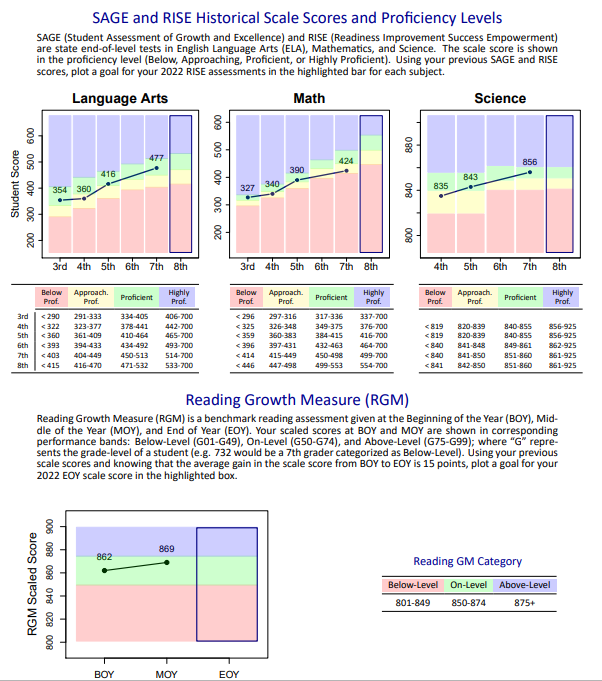 SAGE and RISE Historical Scale Scores and Proficiency Levels
SAGE (Student Assessment of Growth and Excellence) and RISE (Readiness Improvement Success Empowerment)
are state end-of-level tests in English Language Arts (ELA), Mathematics, and Science. The scale score is shown
in the proficiency level (Below, Approaching, Proficient, or Highly Proficient). Using your previous SAGE and RISE
scores, plot a goal for your 2022 RISE assessments in the highlighted bar for each subject.
Language Arts
Student Score
600
500
400
300
200
354 360 416 477
3rd 4th 5th 6th 7th 8th
Math
600
500
400
300
200
327 340 390 424
3rd 4th 5th 6th 7th 8th
Science
880
840
800
835 843 856
4th 5th 6th 7th 8th
Below Prof. Approach. Prof. Proficient Highly Prof.
3rd < 290 291-333 334-405 406-700
4th < 322 323-377 378-441 442-700
5th < 360 361-409 410-464 465-700
6th < 393 394-433 434-492 493-700
7th < 403 404-449 450-513 514-700
8th < 415 416-470 471-532 533-700
Below Prof. Approach. Prof. Proficient Highly Prof.
< 296 297-316 317-336 337-700
< 325 326-348 349-375 376-700
< 359 360-383 384-415 416-700
< 396 397-431 432-463 464-700
< 414 415-449 450-498 499-700
< 446 447-498 499-553 554-700
Below Prof. Approach. Prof. Proficient Highly Prof.
< 819 820-839 840-855 856-925
< 819 820-839 840-855 856-925
< 840 841-848 849-861 862-925
< 840 841-850 851-860 861-925
< 840 842-850 851-860 861-925
Reading Growth Measure (RGM)
Reading Growth Measure (RGM) is a benchmark reading assessment given at the Beginning of the Year (BOY), Mid-
dle of the Year (MOY), and End of Year (EOY). Your scaled scores at BOY and MOY are shown in corresponding
performance bands: Below-Level (G01-G49), On-Level (G50-G74), and Above-Level (G75-G99); where "G" repre-
sents the grade-level of a student (e.g. 732 would be a 7th grader categorized as Below-Level). Using your previous
scale scores and knowing that the average gain in the scale score from BOY to EOY is 15 points, plot a goal for your
2022 EOY scale score in the highlighted box.
RGM Scaled Score
900
880
860
840
820
800
862 869
BOY MOY EOY
Reading GM Category
Below-Level On-Level Above-Level
801-849 850-874 875+